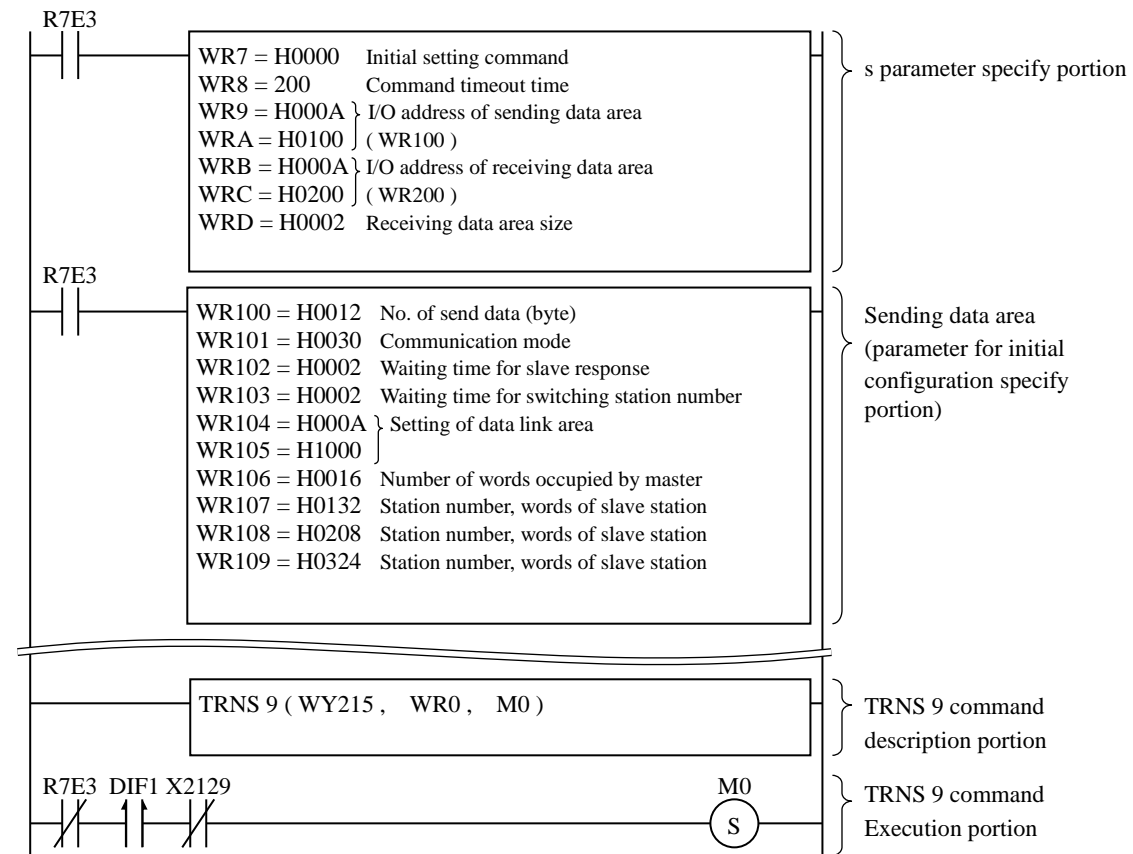 R7E3
WR7 = H0000 Initial setting command
WR8 = 200 Command timeout time
WR9 = H000A I/O address of sending data area
WRA = H0100 ( WR100 )
WRB = H000A I/O address of receiving data area
WRC = H0200 ( WR200 )
WRD = H0002 Receiving data area size
s parameter specify portion
R7E3
WR100 = H0012 No. of send data (byte)
WR101 = H0030 Communication mode
WR102 = H0002 Waiting time for slave response
WR103 = H0002 Waiting time for switching station number
WR104 = H000A Setting of data link area
WR105 = H1000
WR106 = H0016 Number of words occupied by master
WR107 = H0132 Station number, words of slave station
WR108 = H0208 Station number, words of slave station
WR109 = H0324 Station number, words of slave station
Sending data area
(parameter for initial
configuration specify
portion)
TRNS 9 ( WY215 , WR0 , M0 )
TRNS 9 command
description portion
R7E3 DIF1 X2129 M0
S
TRNS 9 command
Execution portion